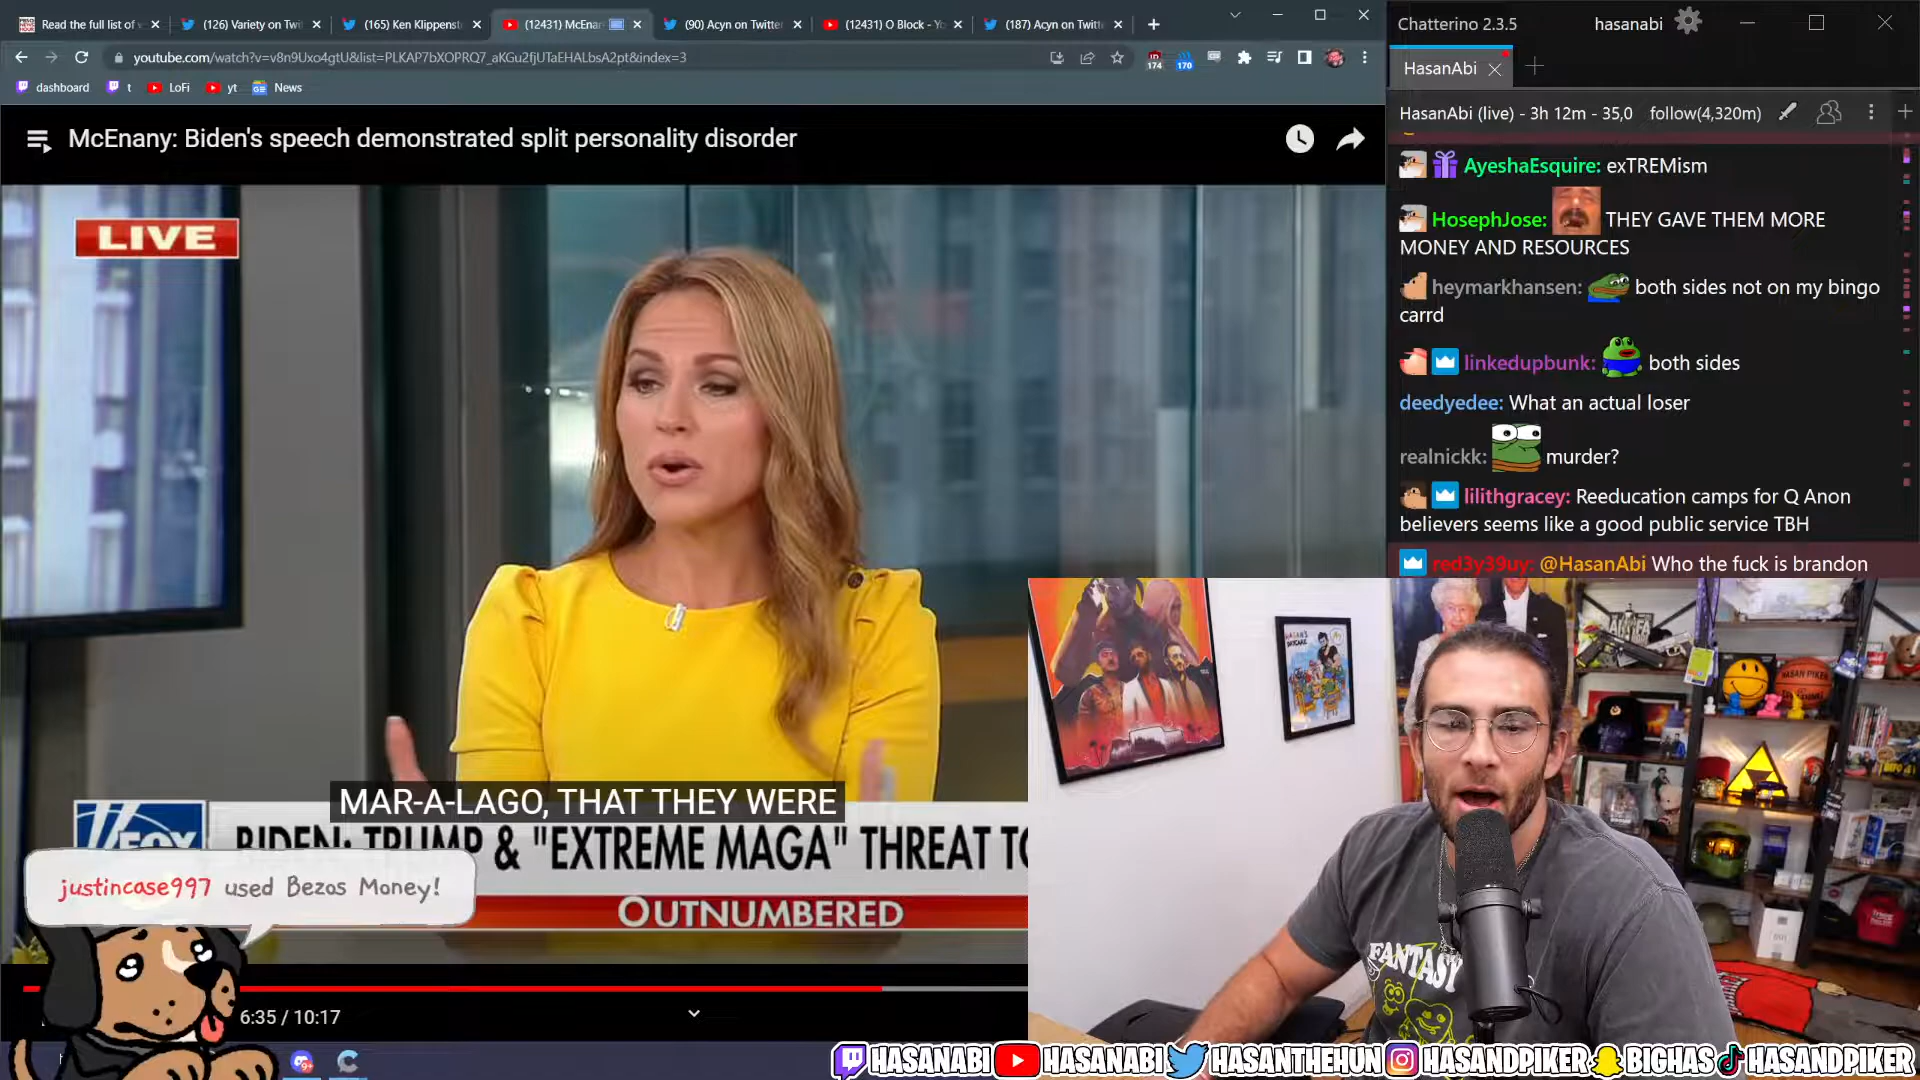 Read the full list of v
(126) Variety on Twi
(165) Ken Klippenst
(12431) McEnar
(90) Acyn on Twitter
(12431) O Block - Yo
(187) Acyn on Twitt
youtube.com/watch?v=v8n9Uxo4gtU&list=PLKAP7bXOPRQ7_aKGu2fjUTaEHALbsA2pt&index=3
174
170
dashboard
t
LoFi
yt
News
McEnany: Biden's speech demonstrated split personality disorder
LIVE
MAR-A-LAGO, THAT THEY WERE
FOX
BIDEN: TRUMP & "EXTREME MAGA" THREAT TO
OUTNUMBERED
justincase997 used Bezos Money!
6:35 / 10:17
Chatterino 2.3.5
hasanabi
HasanAbi
HasanAbi (live) - 3h 12m - 35,0
follow(4,320m)
AyeshaEsquire: exTREMism
HosephJose: THEY GAVE THEM MORE
MONEY AND RESOURCES
heymarkhansen: both sides not on my bingo
carrd
linkedupbunk: both sides
deedyedee: What an actual loser
realnickk: murder?
lilithgracey: Reeducation camps for Q Anon
believers seems like a good public service TBH
red3y39uy: @HasanAbi Who the fuck is brandon
HASAN PIKER
FANTASY
HASANABI
HASANABI
HASANTHEHUN
HASANDPIKER
BIGHAS
HASANDPIKER